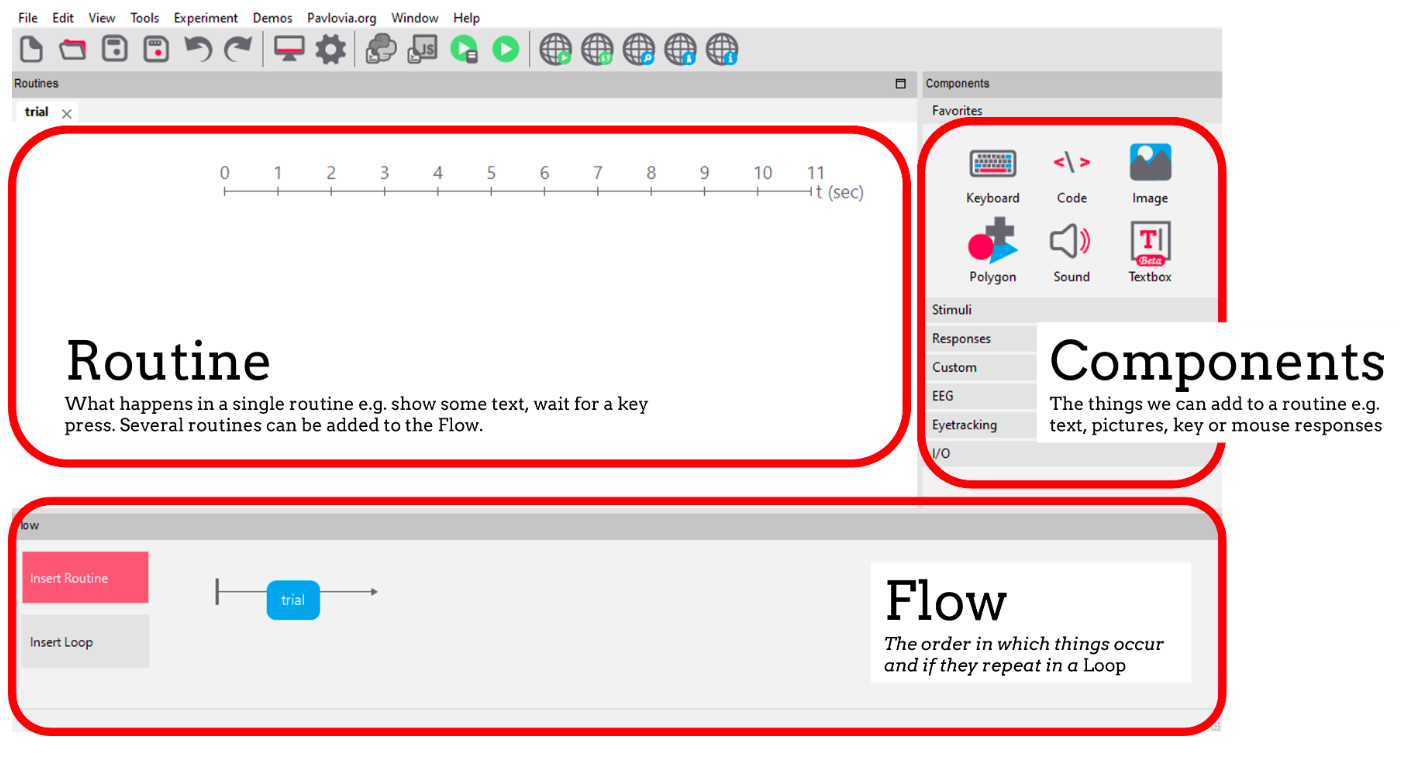 File Edit View Tools Experiment Demos Pavlovia.org Window Help
JS
Routines
Components
trial
Favorites
0 1 2 3 4 5 6 7 8 9 10 11
t (sec)
Keyboard Code Image
T
Beta
Polygon Sound Textbox
Stimuli
Responses
Custom
EEG
Eyetracking
I/O
Routine
What happens in a single routine e.g. show some text, wait for a key
press. Several routines can be added to the Flow.
Components
The things we can add to a routine e.g.
text, pictures, key or mouse responses
low
Insert Routine
Insert Loop
trial
Flow
The order in which things occur
and if they repeat in a Loop